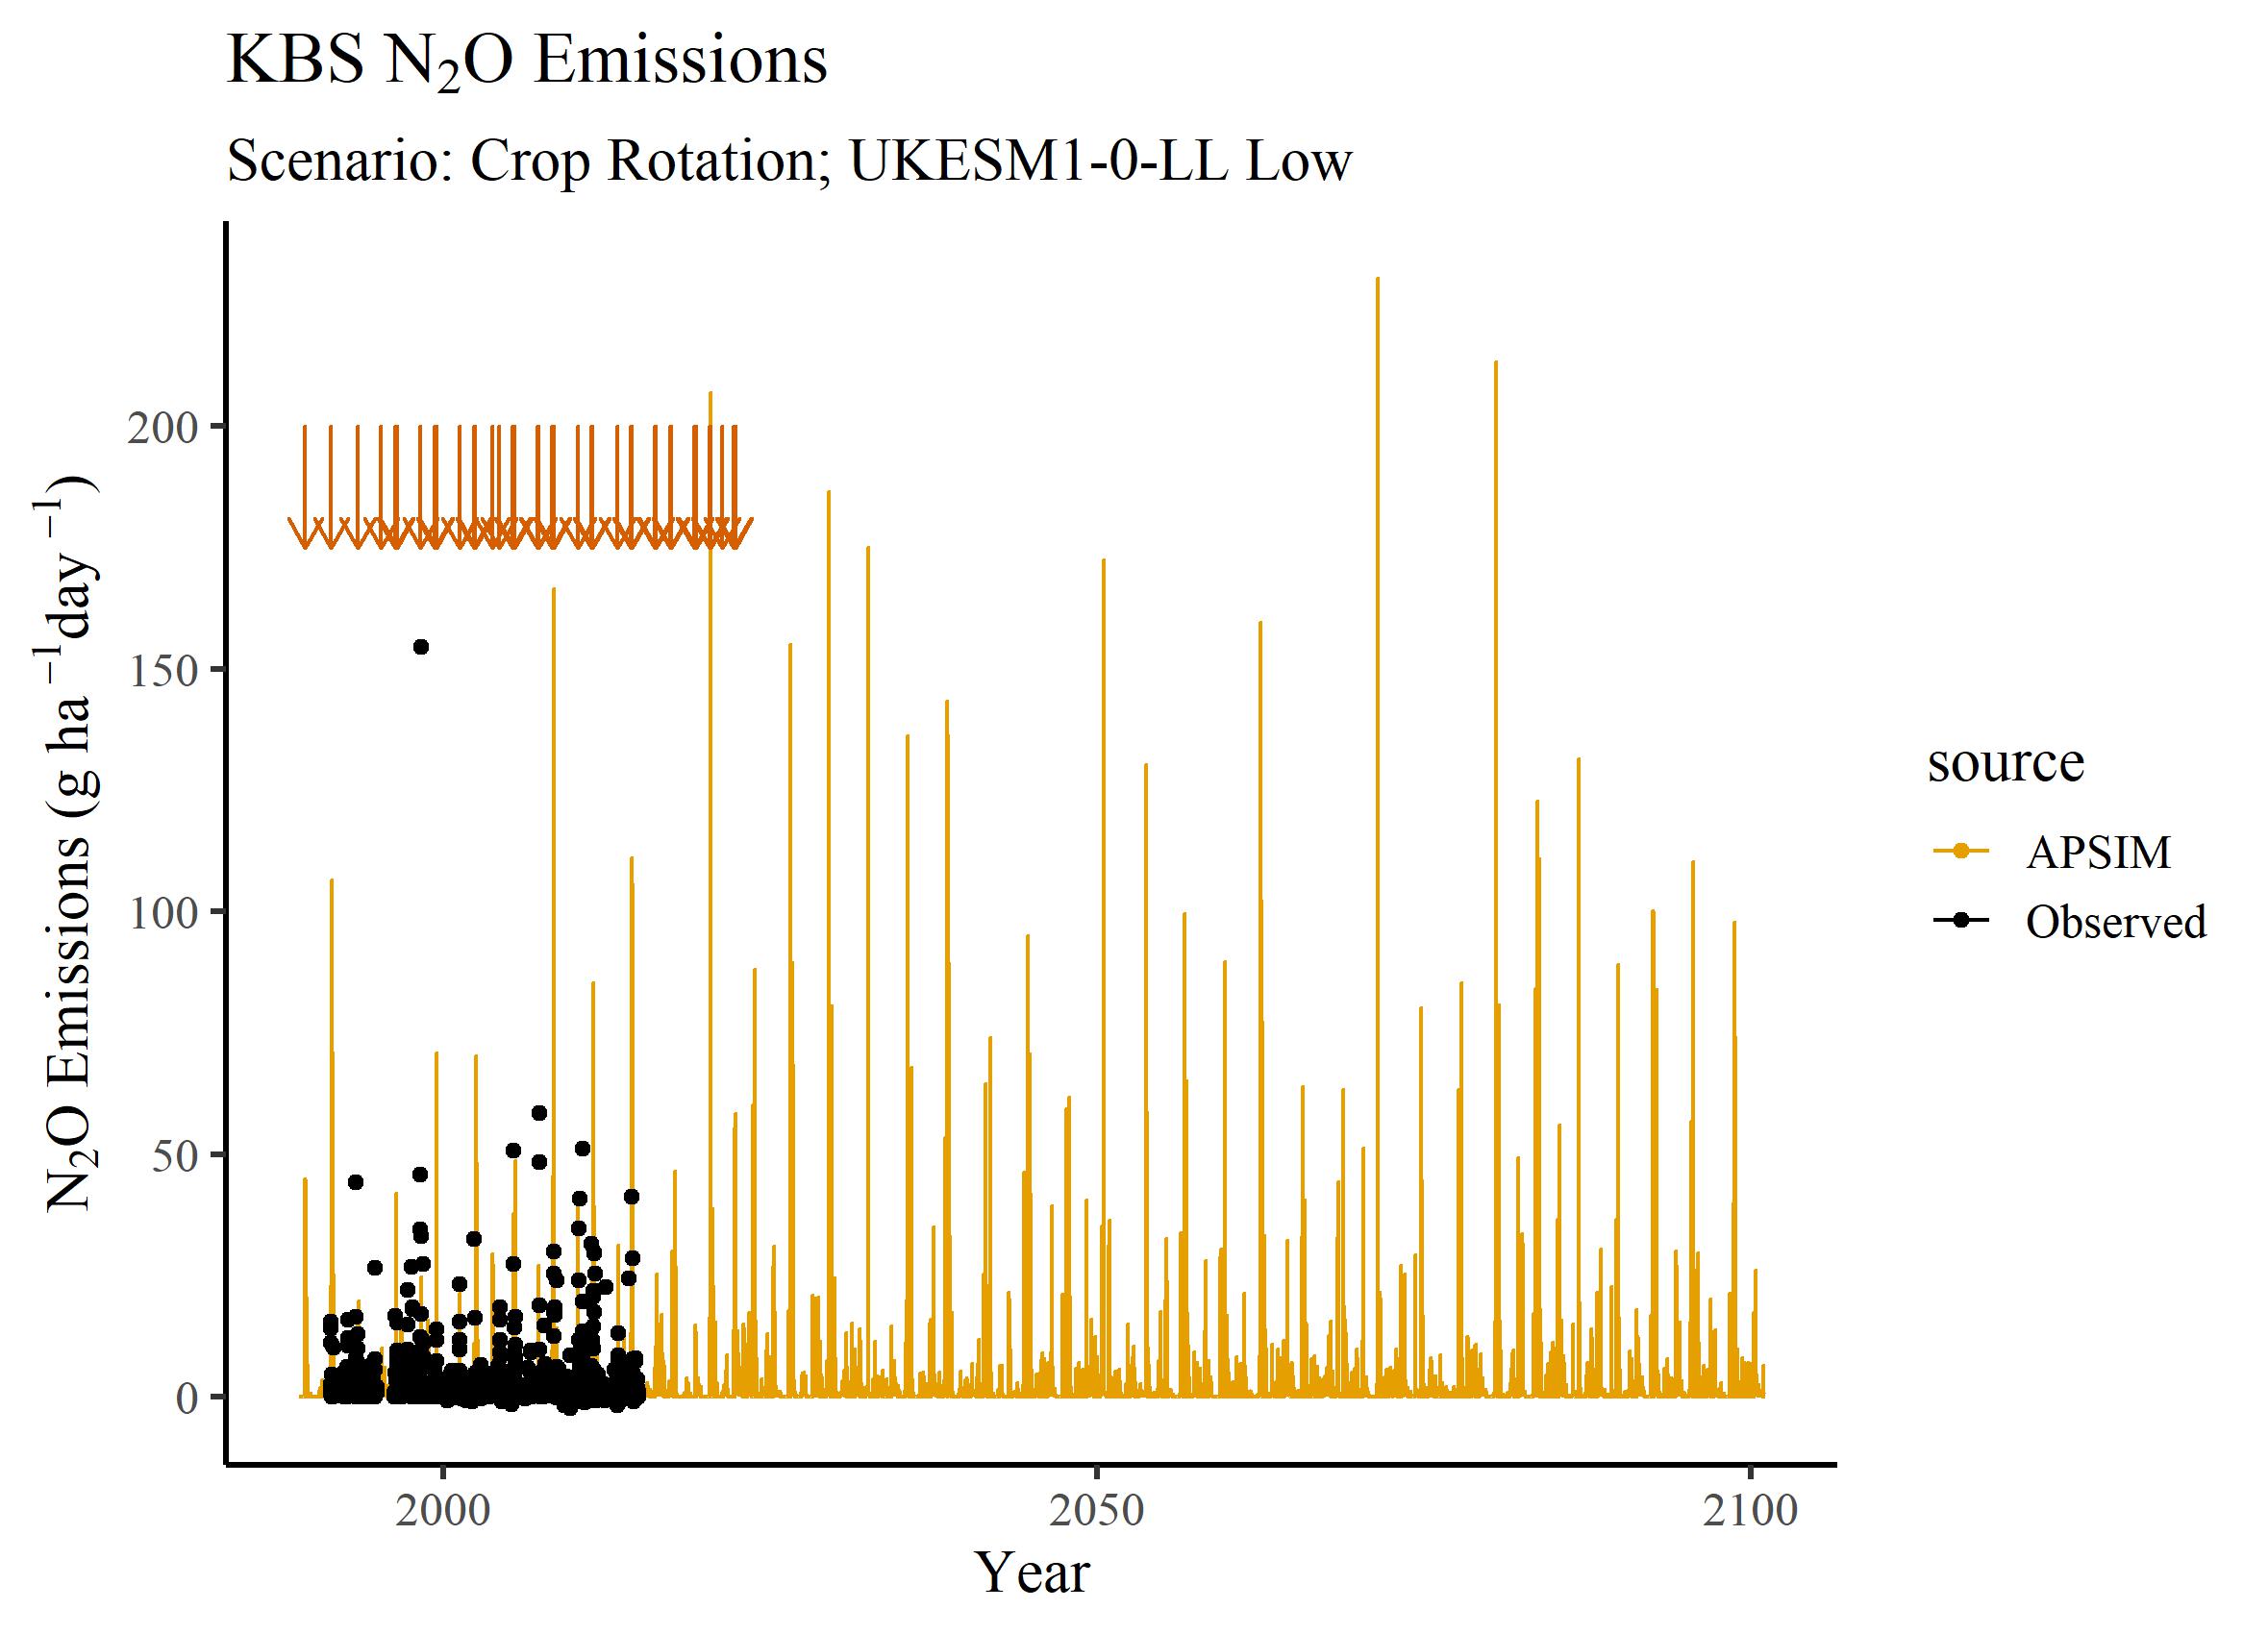 KBS N₂O Emissions
Scenario: Crop Rotation; UKESM1-0-LL Low
N₂O Emissions (g ha ⁻¹day ⁻¹)
200
150
100
50
0
2000
2050
2100
Year
source
APSIM
Observed